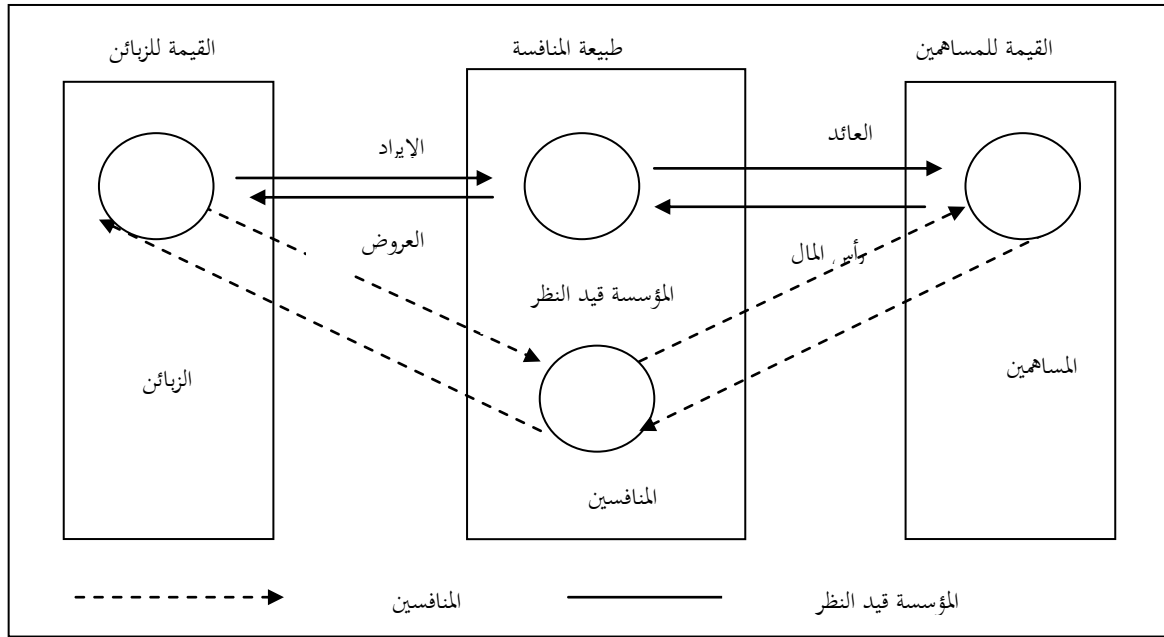 القيمة للمساهمين
طبيعة المنافسة
القيمة للزبائن
العائد
الإيراد
رأس المال
العروض
المؤسسة قيد النظر
المساهمين
الزبائن
المنافسين
المؤسسة قيد النظر
المنافسين